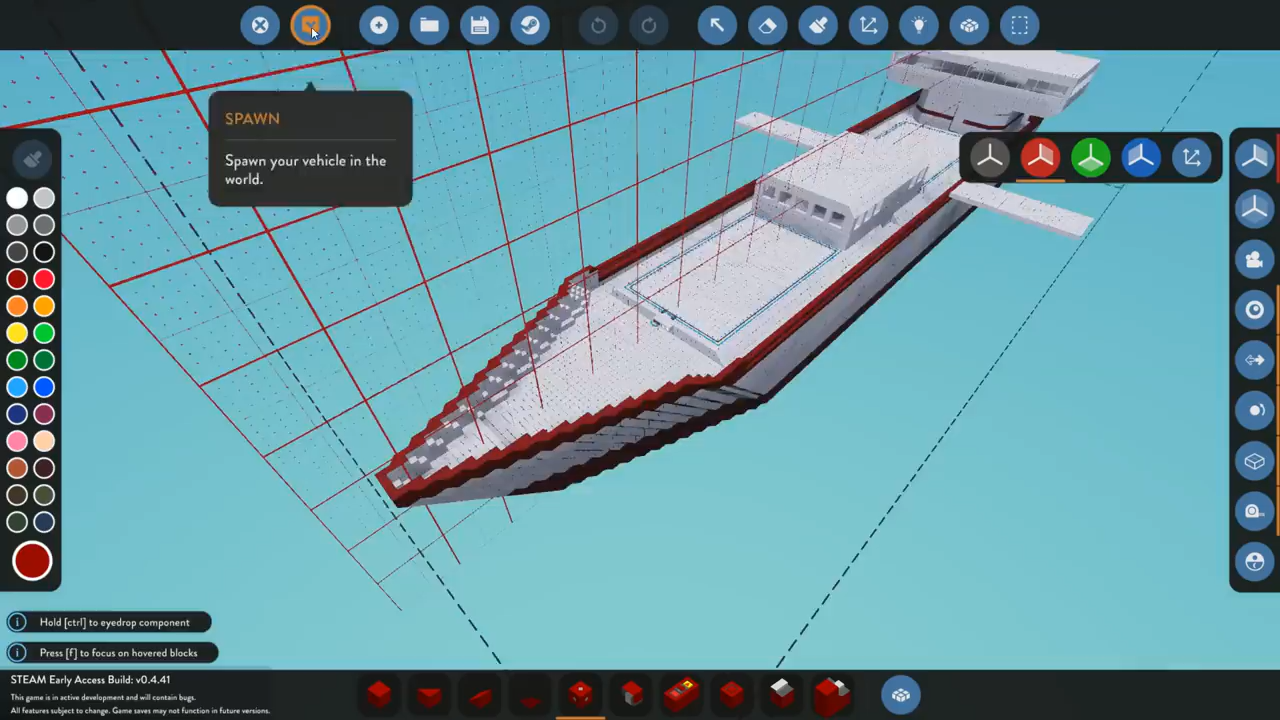 SPAWN
Spawn your vehicle in the
world.
Hold [ctrl] to eyedrop component
Press [f] to focus on hovered blocks
STEAM Early Access Build: v0.4.41
This game is in active development and will contain bugs.
All features subject to change. Game saves may not function in future versions.